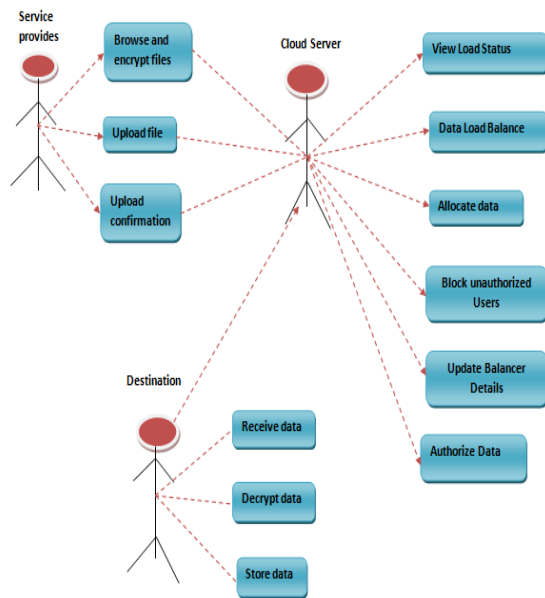 Service
provides
Browse and
encrypt files
Cloud Server
View Load Status
Upload file
Data Load Balance
Upload
confirmation
Allocate data
Block unauthorized
Users
Update Balancer
Details
Authorize Data
Destination
Receive data
Decrypt data
Store data